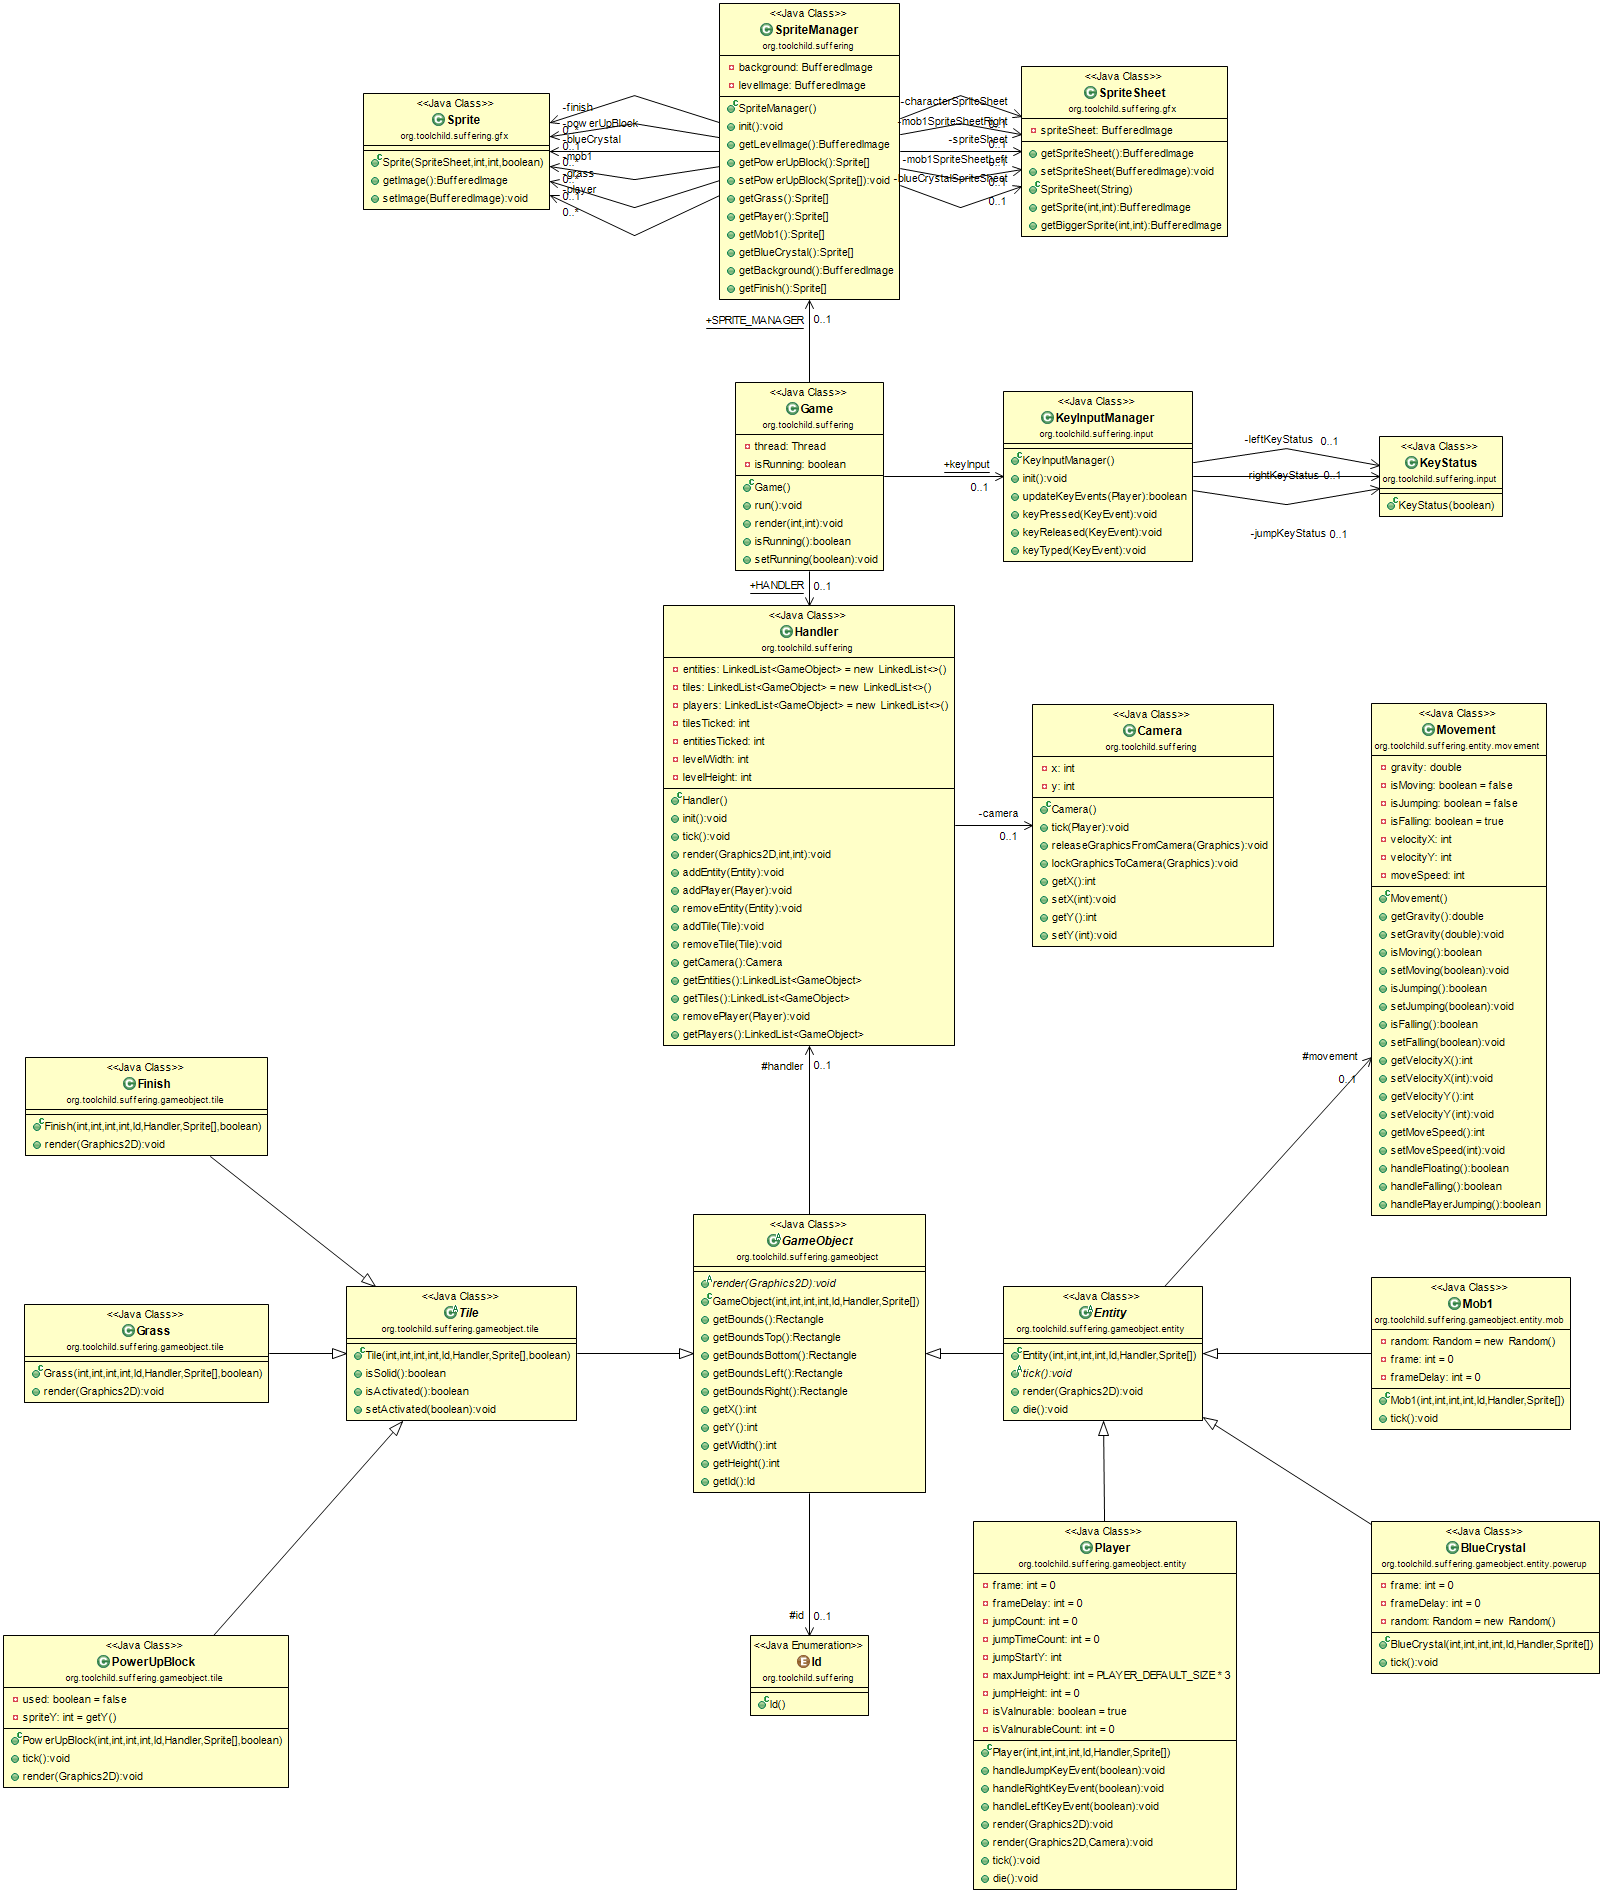 <<Java Class>>
SpriteManager
org.toolchild.suffering
background: BufferedImage
levelImage: BufferedImage
SpriteManager()
init():void
getLevelImage():BufferedImage
getPowerUpBlock():Sprite[]
setPowerUpBlock(Sprite[]):void
getGrass():Sprite[]
getPlayer():Sprite[]
getMob1():Sprite[]
getBlueCrystal():Sprite[]
getBackground():BufferedImage
getFinish():Sprite[]
<<Java Class>>
Sprite
org.toolchild.suffering.gfx
Sprite(SpriteSheet,int,int,boolean)
getImage():BufferedImage
setImage(BufferedImage):void
-finish
0..*
-powerUpBlock
0..1
-blueCrystal
0..*
-mob1
0..*
-grass
0..1
-player
0..*
<<Java Class>>
SpriteSheet
org.toolchild.suffering.gfx
spriteSheet: BufferedImage
getSpriteSheet():BufferedImage
setSpriteSheet(BufferedImage):void
SpriteSheet(String)
getSprite(int,int):BufferedImage
getBiggerSprite(int,int):BufferedImage
-characterSpriteSheet
0..1
-mob1SpriteSheetRight
0..1
-spriteSheet
0..1
-mob1SpriteSheetLeft
0..1
-blueCrystalSpriteSheet
0..1
+SPRITE_MANAGER
0..1
<<Java Class>>
Game
org.toolchild.suffering
thread: Thread
isRunning: boolean
Game()
run():void
render(int,int):void
isRunning():boolean
setRunning(boolean):void
+keyInput
0..1
<<Java Class>>
KeyInputManager
org.toolchild.suffering.input
KeyInputManager()
init():void
updateKeyEvents(Player):boolean
keyPressed(KeyEvent):void
keyReleased(KeyEvent):void
keyTyped(KeyEvent):void
-leftKeyStatus 0..1
-rightKeyStatus 0..1
-jumpKeyStatus 0..1
<<Java Class>>
KeyStatus
org.toolchild.suffering.input
KeyStatus(boolean)
+HANDLER
0..1
<<Java Class>>
Handler
org.toolchild.suffering
entities: LinkedList<GameObject> = new LinkedList<>()
tiles: LinkedList<GameObject> = new LinkedList<>()
players: LinkedList<GameObject> = new LinkedList<>()
tilesTicked: int
entitiesTicked: int
levelWidth: int
levelHeight: int
Handler()
init():void
tick():void
render(Graphics2D,int,int):void
addEntity(Entity):void
addPlayer(Player):void
removeEntity(Entity):void
addTile(Tile):void
removeTile(Tile):void
getCamera():Camera
getEntities():LinkedList<GameObject>
getTiles():LinkedList<GameObject>
removePlayer(Player):void
getPlayers():LinkedList<GameObject>
-camera
0..1
<<Java Class>>
Camera
org.toolchild.suffering
x: int
y: int
Camera()
tick(Player):void
releaseGraphicsFromCamera(Graphics):void
lockGraphicsToCamera(Graphics):void
getX():int
setX(int):void
getY():int
setY(int):void
<<Java Class>>
Movement
org.toolchild.suffering.entity.movement
gravity: double
isMoving: boolean = false
isJumping: boolean = false
isFalling: boolean = true
velocityX: int
velocityY: int
moveSpeed: int
Movement()
getGravity():double
setGravity(double):void
isMoving():boolean
setMoving(boolean):void
isJumping():boolean
setJumping(boolean):void
isFalling():boolean
setFalling(boolean):void
getVelocityX():int
setVelocityX(int):void
getVelocityY():int
setVelocityY(int):void
getMoveSpeed():int
setMoveSpeed(int):void
handleFloating():boolean
handleFalling():boolean
handlePlayerJumping():boolean
#movement
0..1
#handler
0..1
<<Java Class>>
Finish
org.toolchild.suffering.gameobject.tile
Finish(int,int,int,int,Id,Handler,Sprite[],boolean)
render(Graphics2D):void
<<Java Class>>
Grass
org.toolchild.suffering.gameobject.tile
Grass(int,int,int,int,Id,Handler,Sprite[],boolean)
render(Graphics2D):void
<<Java Class>>
Tile
org.toolchild.suffering.gameobject.tile
Tile(int,int,int,int,Id,Handler,Sprite[],boolean)
isSolid():boolean
isActivated():boolean
setActivated(boolean):void
<<Java Class>>
GameObject
org.toolchild.suffering.gameobject
render(Graphics2D):void
GameObject(int,int,int,int,Id,Handler,Sprite[])
getBounds():Rectangle
getBoundsTop():Rectangle
getBoundsBottom():Rectangle
getBoundsLeft():Rectangle
getBoundsRight():Rectangle
getX():int
getY():int
getWidth():int
getHeight():int
getId():Id
<<Java Class>>
Entity
org.toolchild.suffering.gameobject.entity
Entity(int,int,int,int,Id,Handler,Sprite[])
tick():void
render(Graphics2D):void
die():void
<<Java Class>>
Mob1
org.toolchild.suffering.gameobject.entity.mob
random: Random = new Random()
frame: int = 0
frameDelay: int = 0
Mob1(int,int,int,int,Id,Handler,Sprite[])
tick():void
<<Java Class>>
PowerUpBlock
org.toolchild.suffering.gameobject.tile
used: boolean = false
spriteY: int = getY()
PowerUpBlock(int,int,int,int,Id,Handler,Sprite[],boolean)
tick():void
render(Graphics2D):void
#id
0..1
<<Java Enumeration>>
Id
org.toolchild.suffering
Id()
<<Java Class>>
Player
org.toolchild.suffering.gameobject.entity
frame: int = 0
frameDelay: int = 0
jumpCount: int = 0
jumpTimeCount: int = 0
jumpStartY: int
maxJumpHeight: int = PLAYER_DEFAULT_SIZE * 3
jumpHeight: int = 0
isValnurable: boolean = true
isValnurableCount: int = 0
Player(int,int,int,int,Id,Handler,Sprite[])
handleJumpKeyEvent(boolean):void
handleRightKeyEvent(boolean):void
handleLeftKeyEvent(boolean):void
render(Graphics2D):void
render(Graphics2D,Camera):void
tick():void
die():void
<<Java Class>>
BlueCrystal
org.toolchild.suffering.gameobject.entity.powerup
frame: int = 0
frameDelay: int = 0
random: Random = new Random()
BlueCrystal(int,int,int,int,Id,Handler,Sprite[])
tick():void